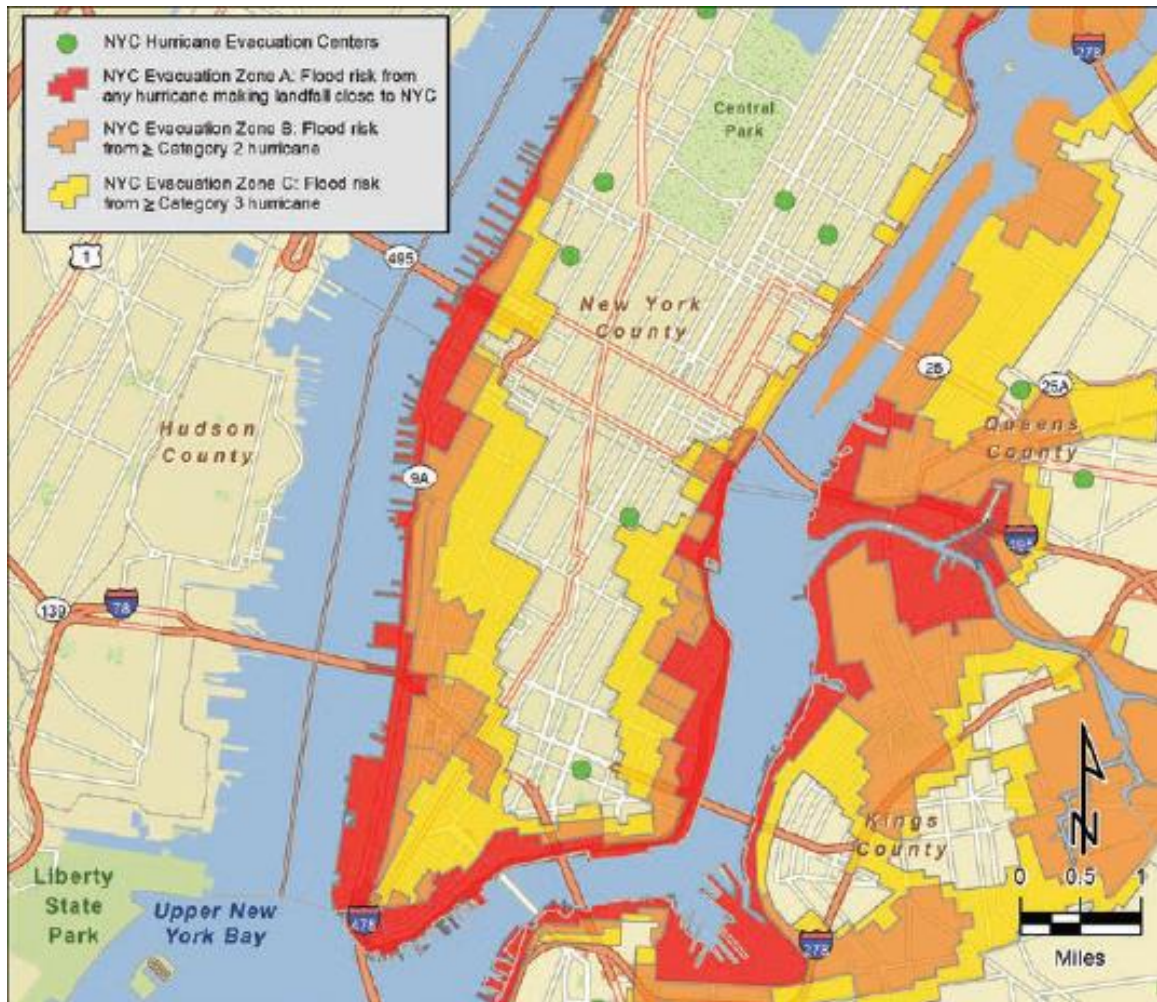 NYC Hurricane Evacuation Centers
NYC Evacuation Zone A: Flood risk from
any hurricane making landfall close to NYC
NYC Evacuation Zone B: Flood risk
from ≥ Category 2 hurricane
NYC Evacuation Zone C: Flood risk
from ≥ Category 3 hurricane
278
Central
Park
1
495
New York
County
25
25A
Queens
County
Hudson
County
9A
78
139
Kings
County
N
0 0.5 1
Miles
Liberty
State
Park
Upper New
York Bay
478
278